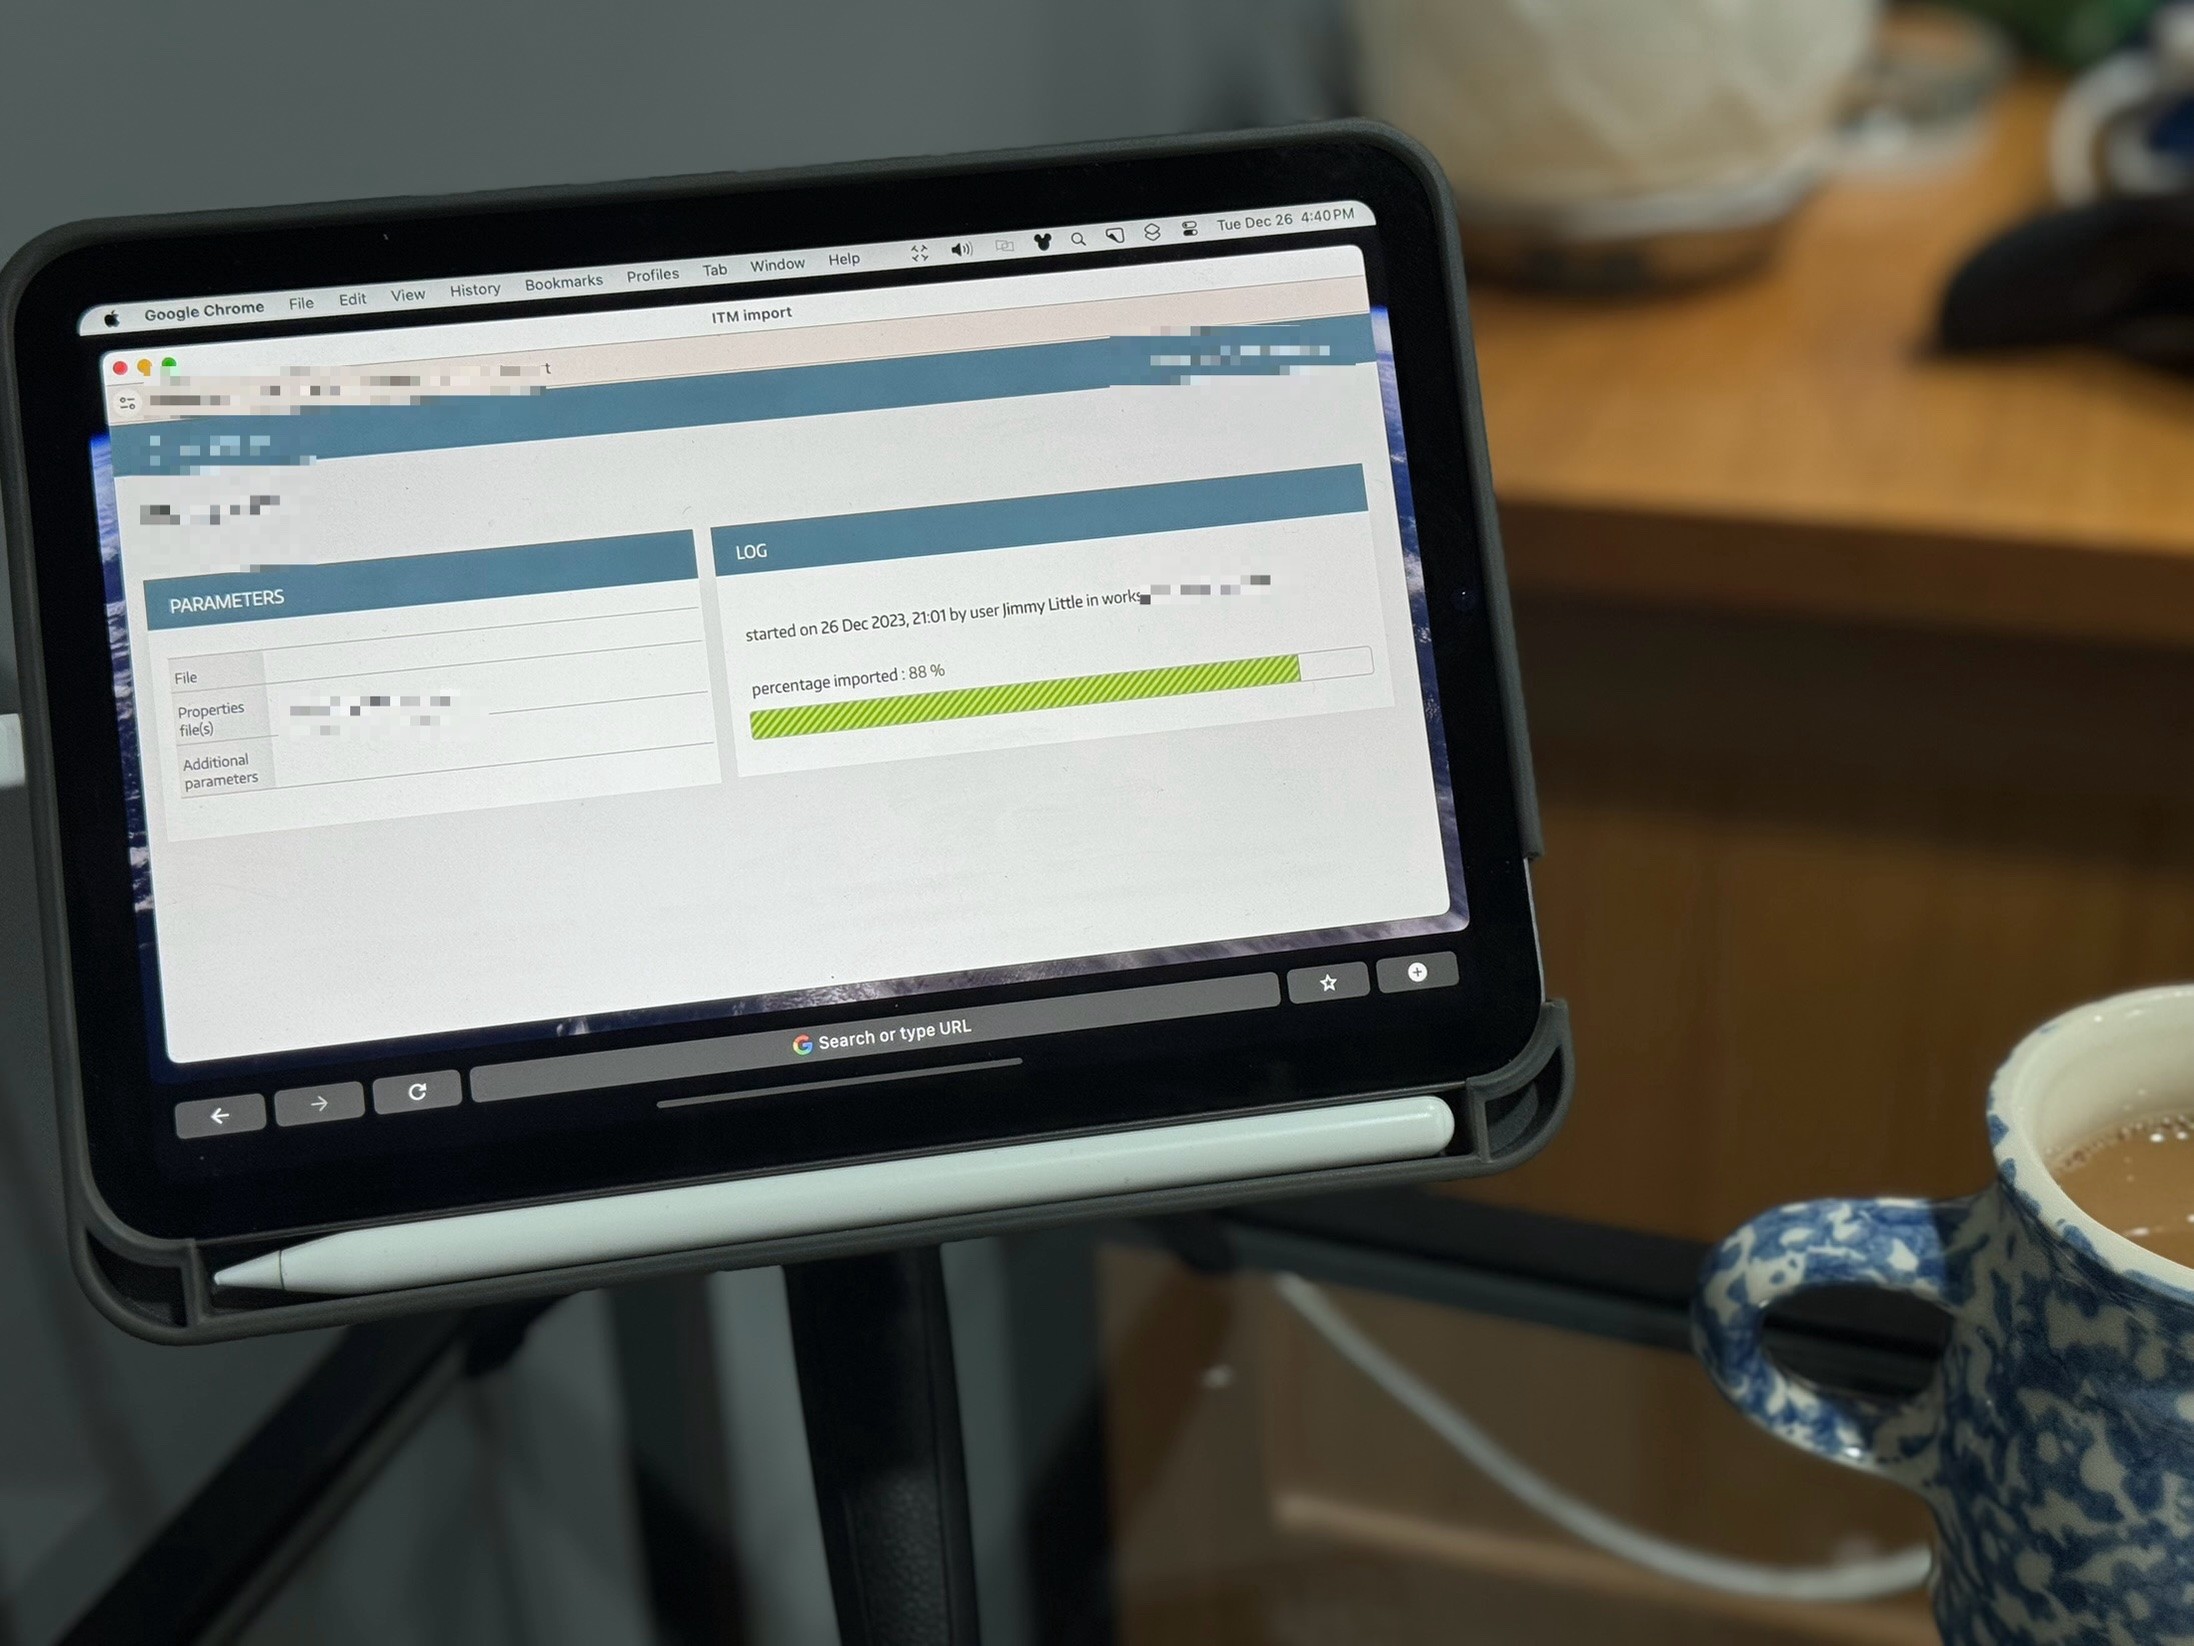 Google Chrome File Edit View History Bookmarks Profiles Tab Window Help Tue Dec 26 4:40 PM
ITM import
t
PARAMETERS
File
Properties
file(s)
Additional
parameters
LOG
started on 26 Dec 2023, 21:01 by user Jimmy Little in works
percentage imported : 88 %
Search or type URL